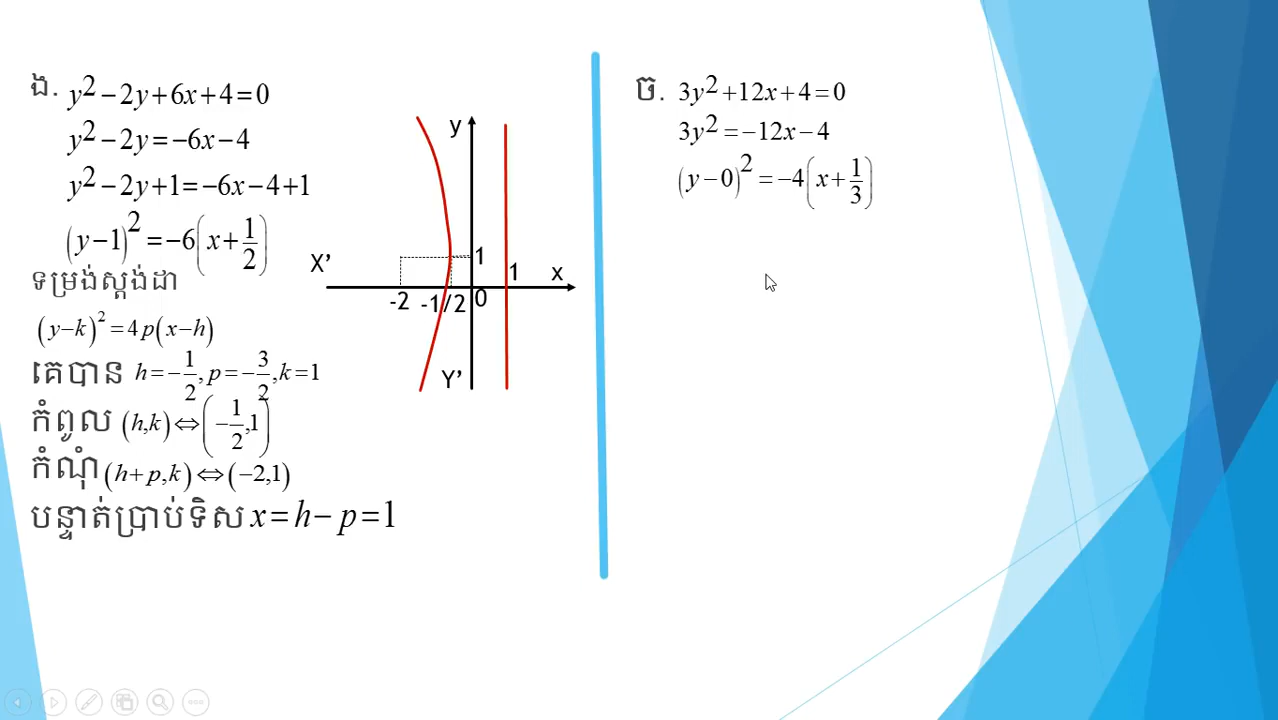 ង. y² − 2y + 6x + 4 = 0
y² − 2y = −6x − 4
y² − 2y + 1 = −6x − 4 + 1
(y − 1)² = −6(x + 1/2)
ទម្រង់ស្តង់ដា
(y − k)² = 4p(x − h)
គេបាន h = −1/2, p = −3/2, k = 1
កំពូល (h,k) ⇔ (−1/2, 1)
កំណុំ (h + p, k) ⇔ (−2,1)
បន្ទាត់ប្រាប់ទិស x = h − p = 1
y
1
X’
1
x
-2
-1/2
0
Y’
ច. 3y² + 12x + 4 = 0
3y² = −12x − 4
(y − 0)² = −4(x + 1/3)